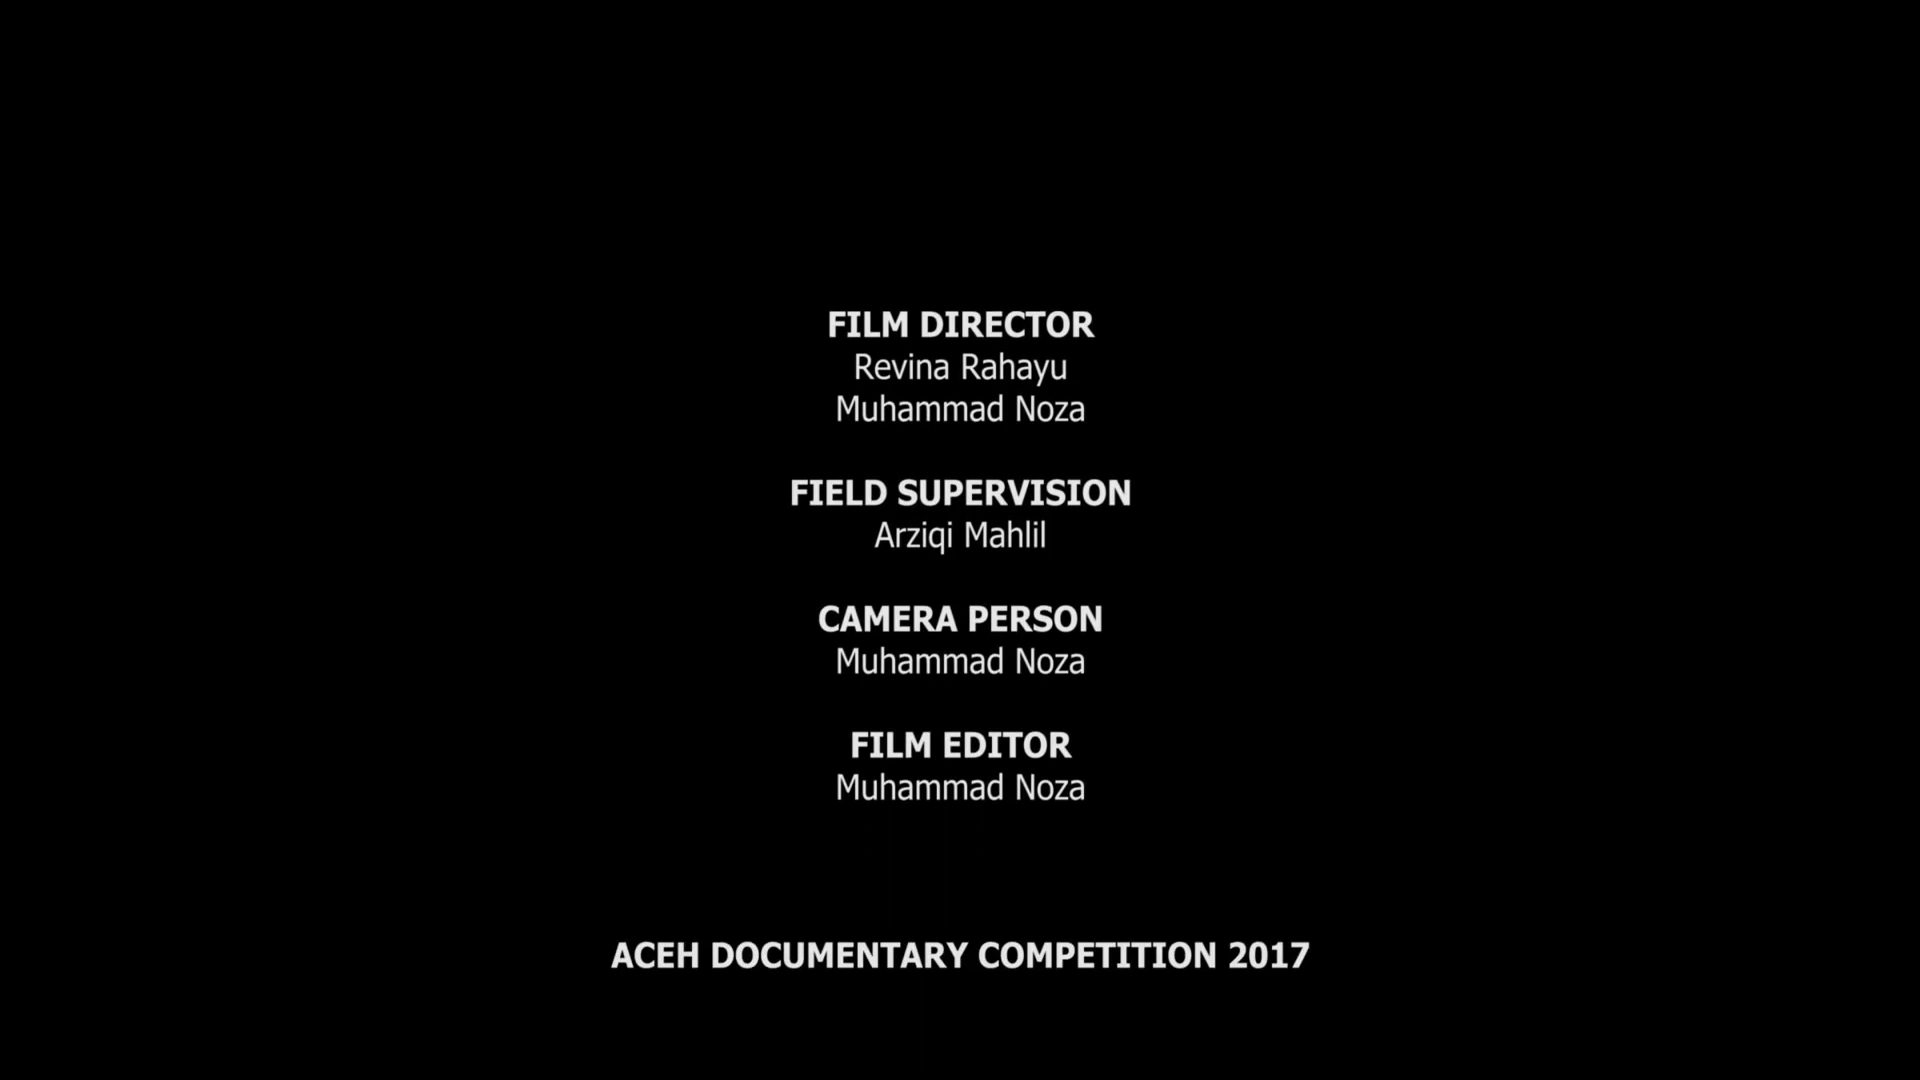 FILM DIRECTOR
Revina Rahayu
Muhammad Noza
FIELD SUPERVISION
Arziqi Mahlil
CAMERA PERSON
Muhammad Noza
FILM EDITOR
Muhammad Noza
ACEH DOCUMENTARY COMPETITION 2017